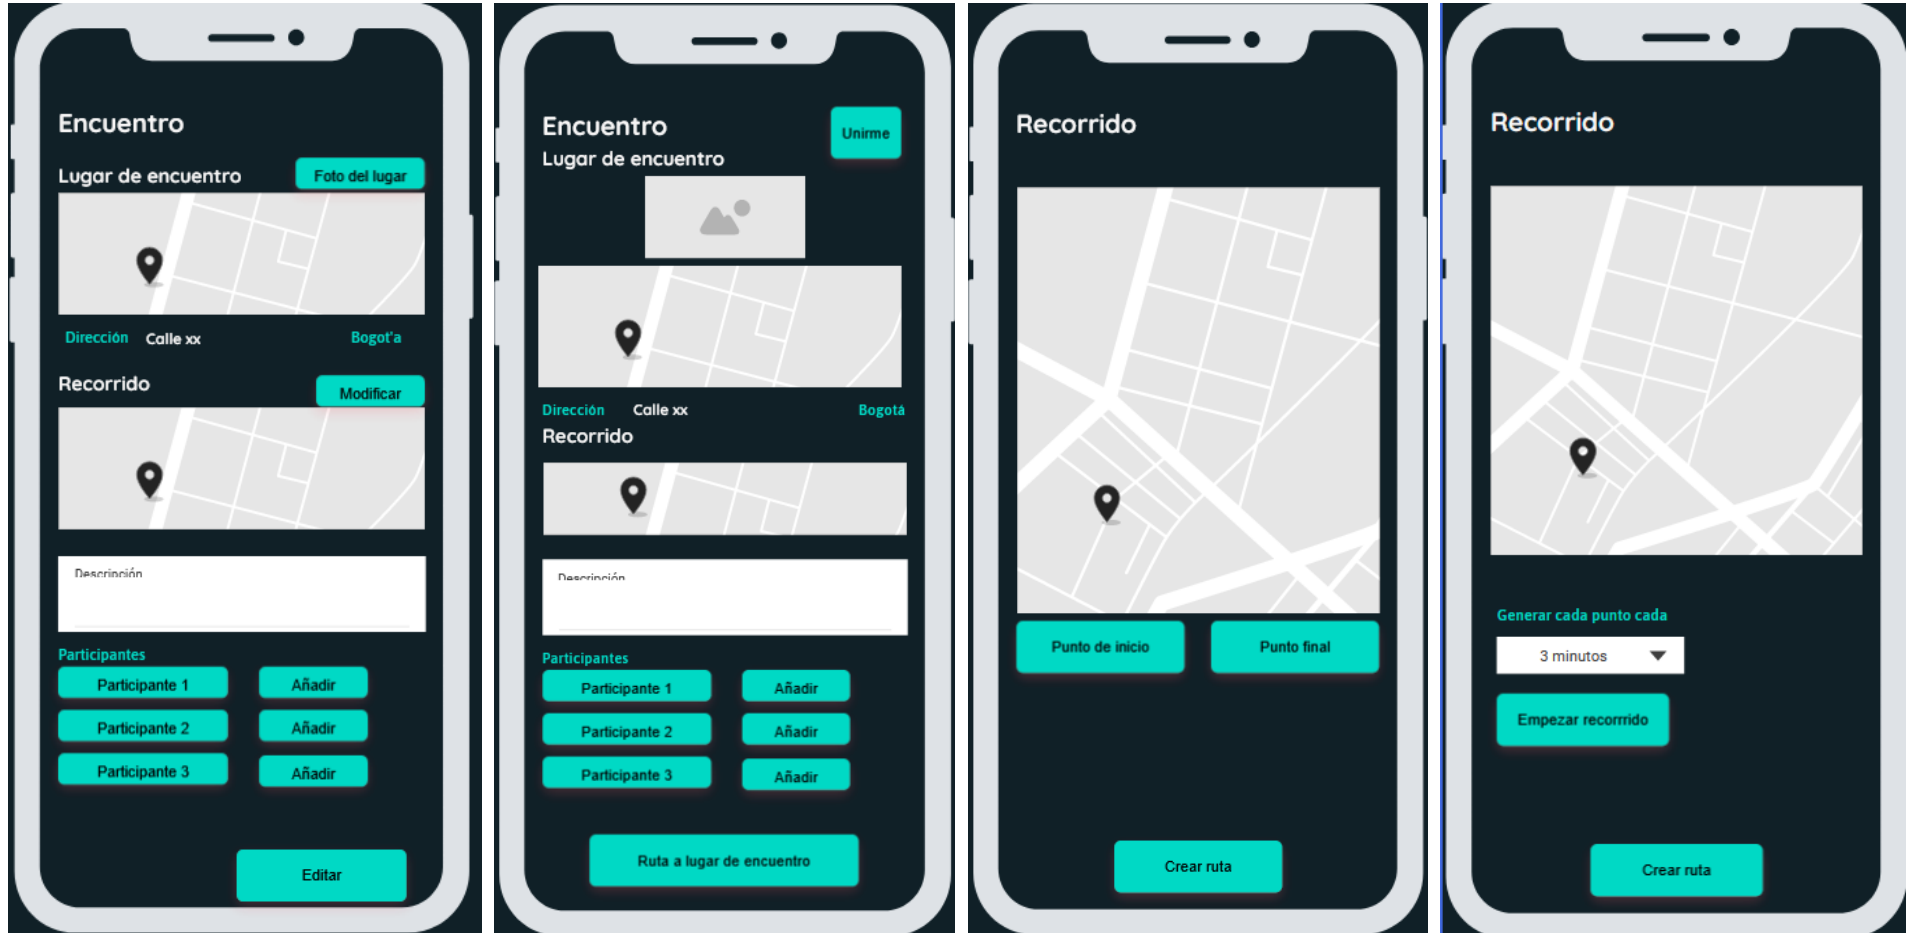 Encuentro
Lugar de encuentro
Foto del lugar
Dirección Calle xx Bogot'a
Recorrido
Modificar
Descripción
Participantes
Participante 1 Añadir
Participante 2 Añadir
Participante 3 Añadir
Editar
Encuentro
Unirme
Lugar de encuentro
Dirección Calle xx Bogotá
Recorrido
Descripción
Participantes
Participante 1 Añadir
Participante 2 Añadir
Participante 3 Añadir
Ruta a lugar de encuentro
Recorrido
Punto de inicio Punto final
Crear ruta
Recorrido
Generar cada punto cada
3 minutos
Empezar recorrrido
Crear ruta